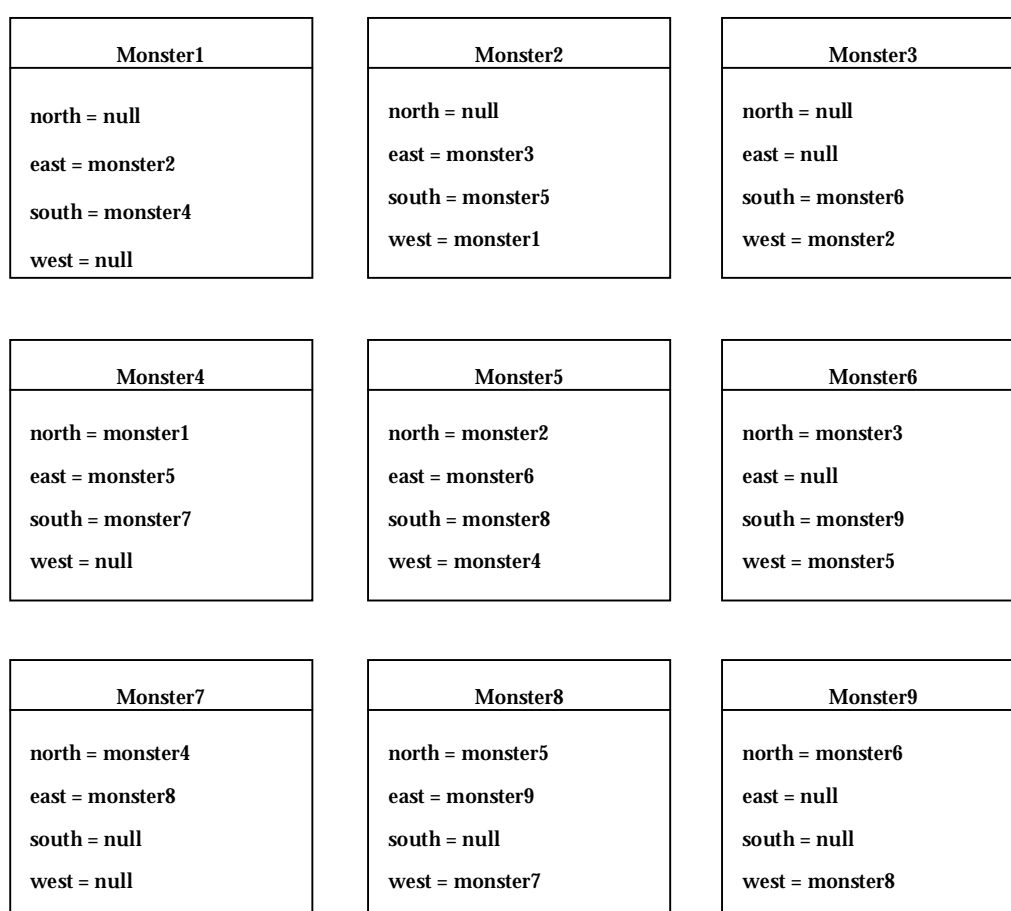 Monster1
north = null
east = monster2
south = monster4
west = null
Monster2
north = null
east = monster3
south = monster5
west = monster1
Monster3
north = null
east = null
south = monster6
west = monster2
Monster4
north = monster1
east = monster5
south = monster7
west = null
Monster5
north = monster2
east = monster6
south = monster8
west = monster4
Monster6
north = monster3
east = null
south = monster9
west = monster5
Monster7
north = monster4
east = monster8
south = null
west = null
Monster8
north = monster5
east = monster9
south = null
west = monster7
Monster9
north = monster6
east = null
south = null
west = monster8